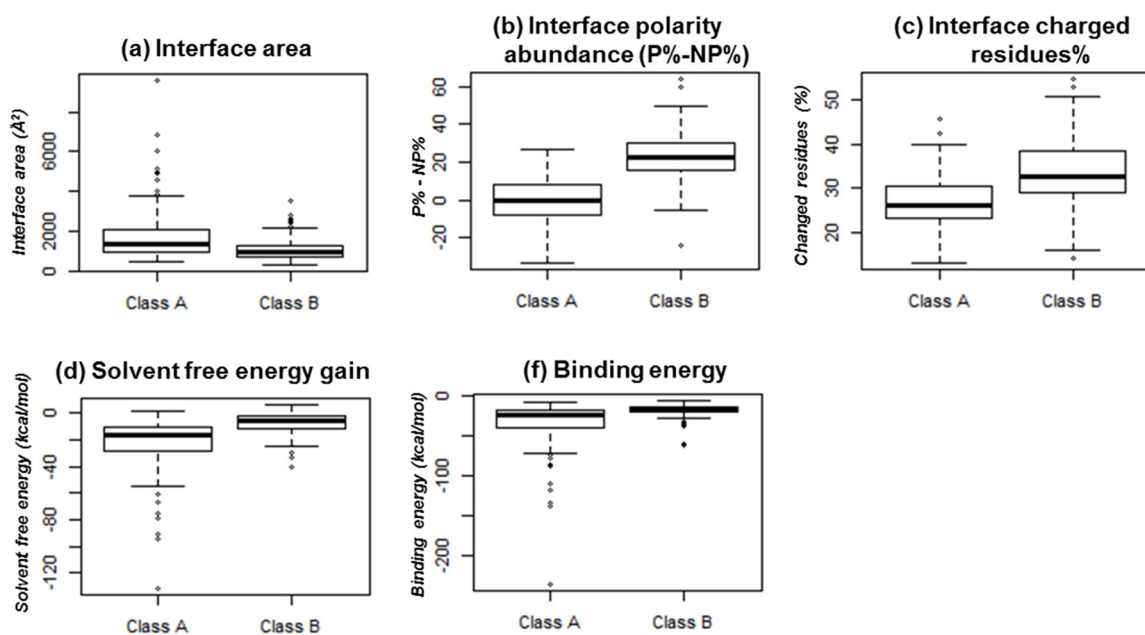 (a) Interface area
Interface area (Å²)
6000
2000
0
Class A
Class B
(b) Interface polarity
abundance (P%-NP%)
P% - NP%
60
40
20
0
-20
Class A
Class B
(c) Interface charged
residues%
Changed residues (%)
50
40
30
20
Class A
Class B
(d) Solvent free energy gain
Solvent free energy (kcal/mol)
0
-40
-80
-120
Class A
Class B
(f) Binding energy
Binding energy (kcal/mol)
0
-100
-200
Class A
Class B